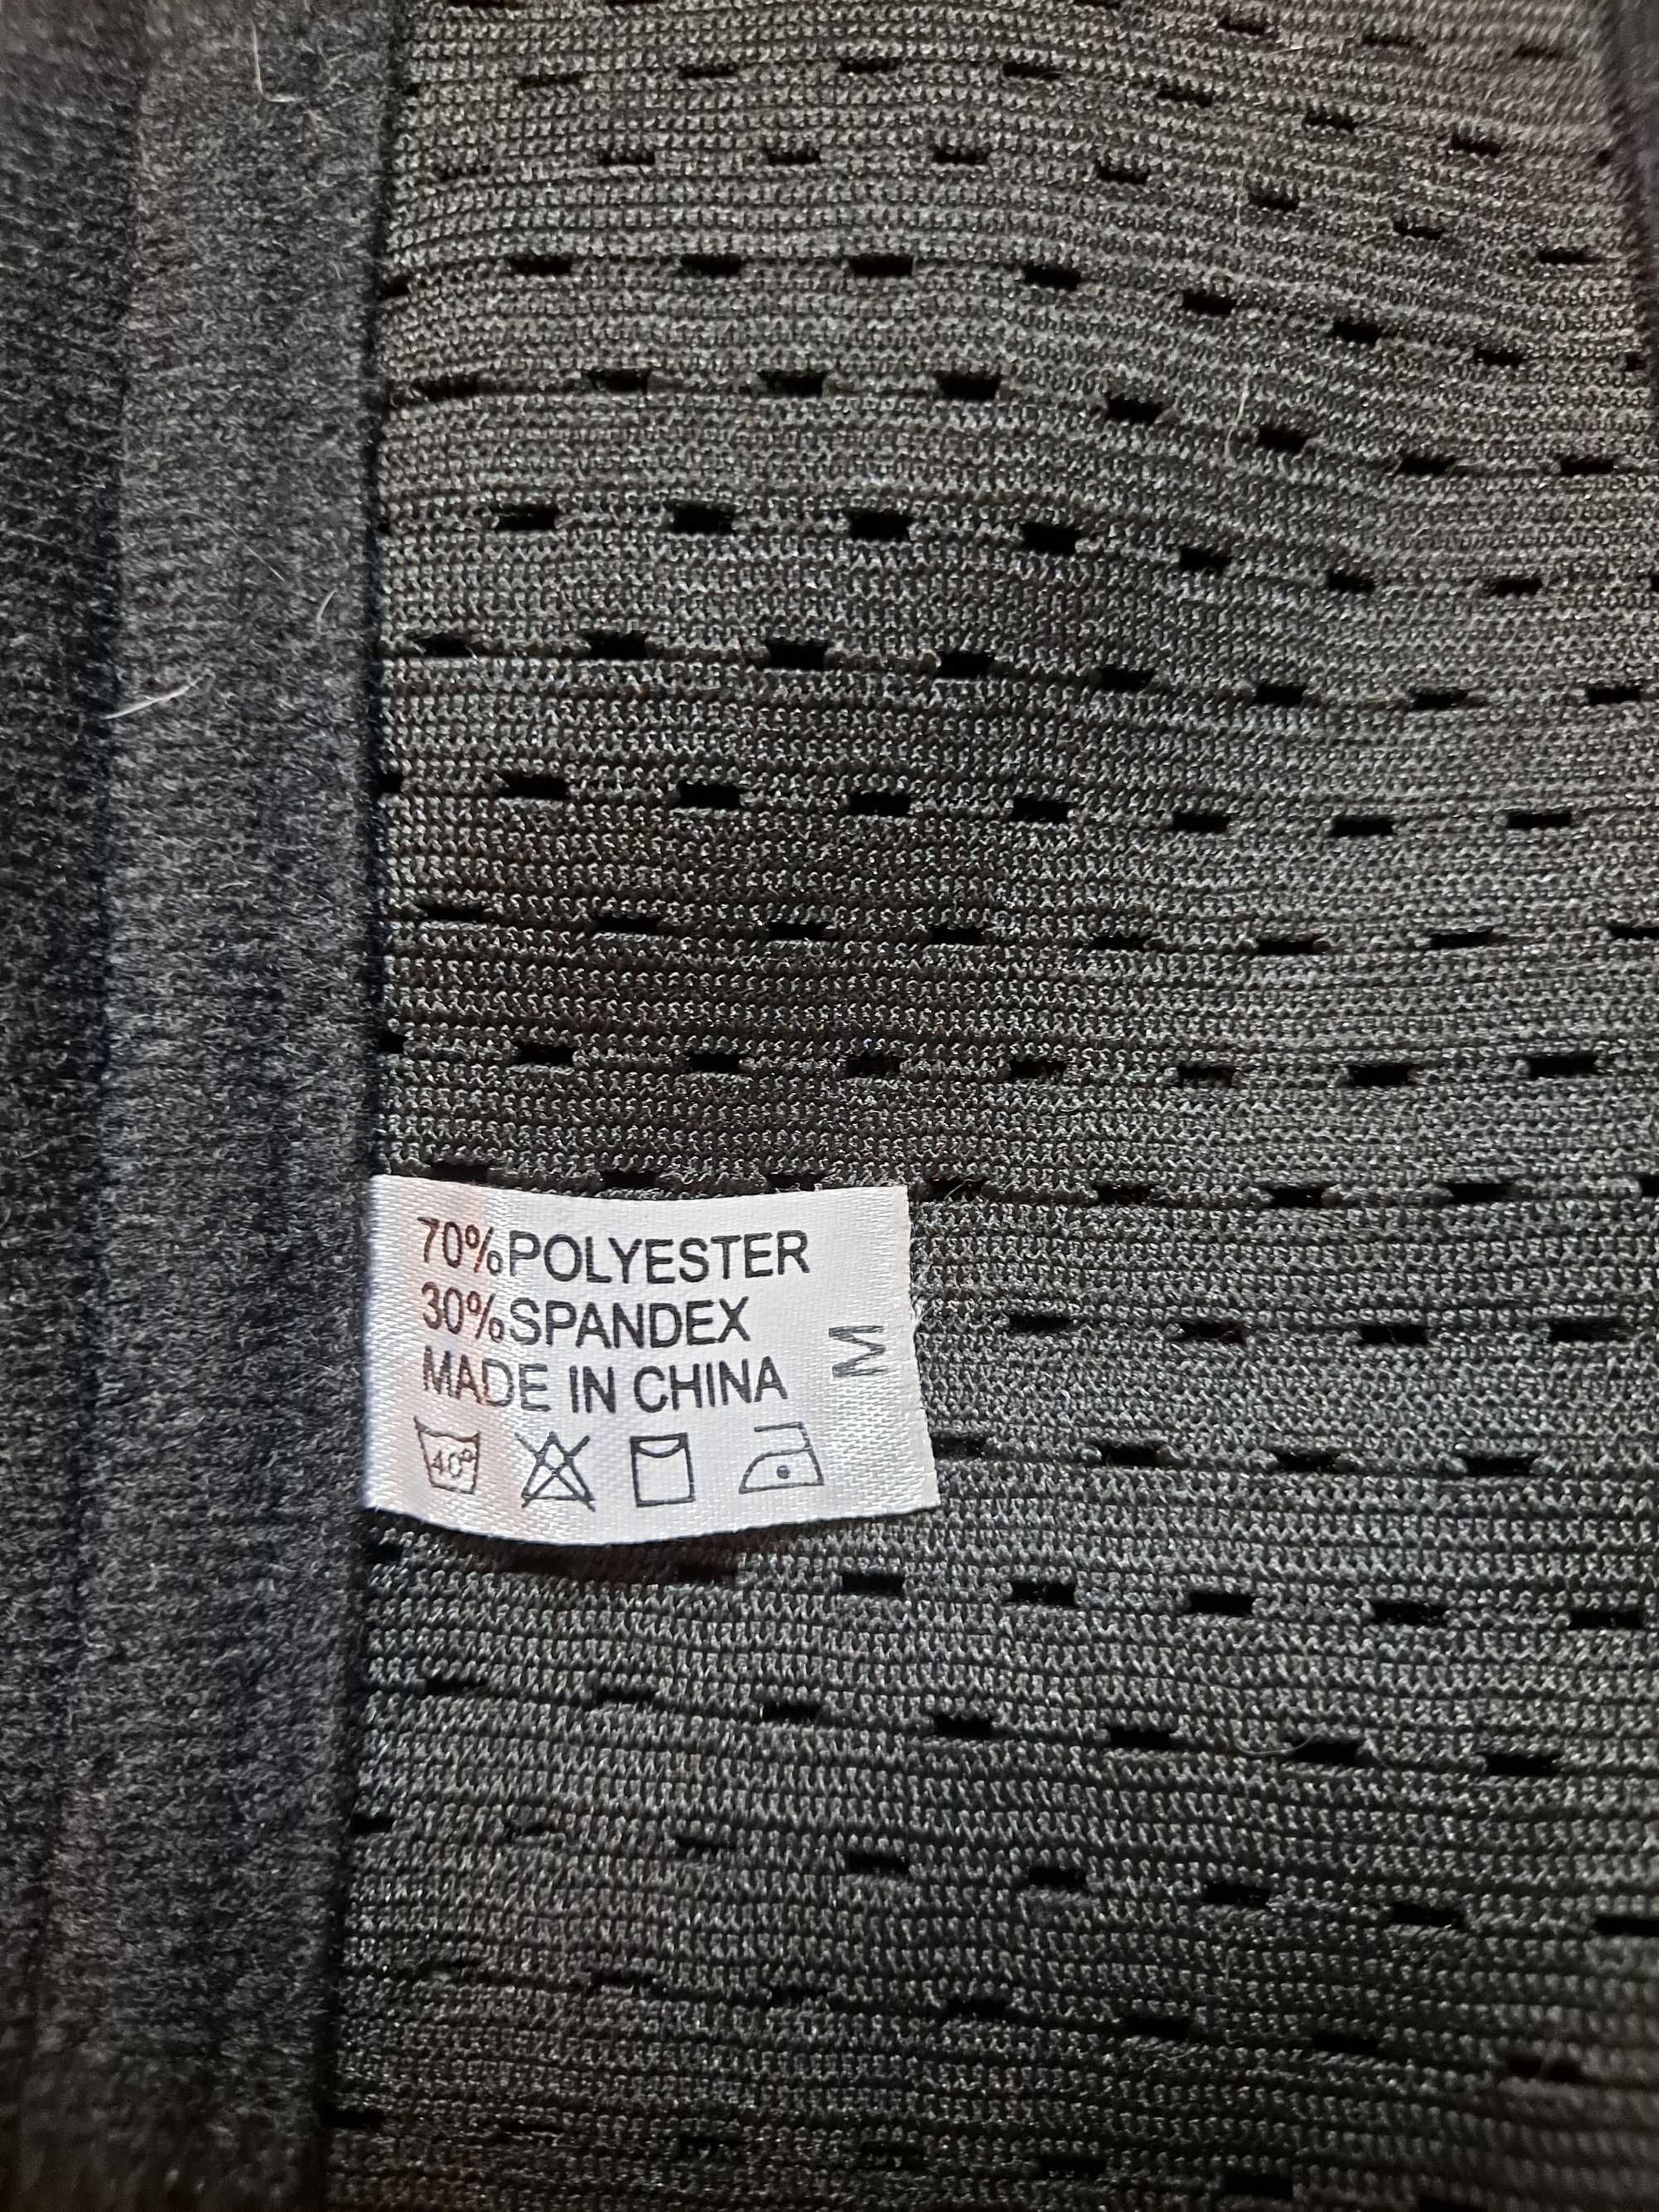 70%POLYESTER
30%SPANDEX
MADE IN CHINA
M
40°